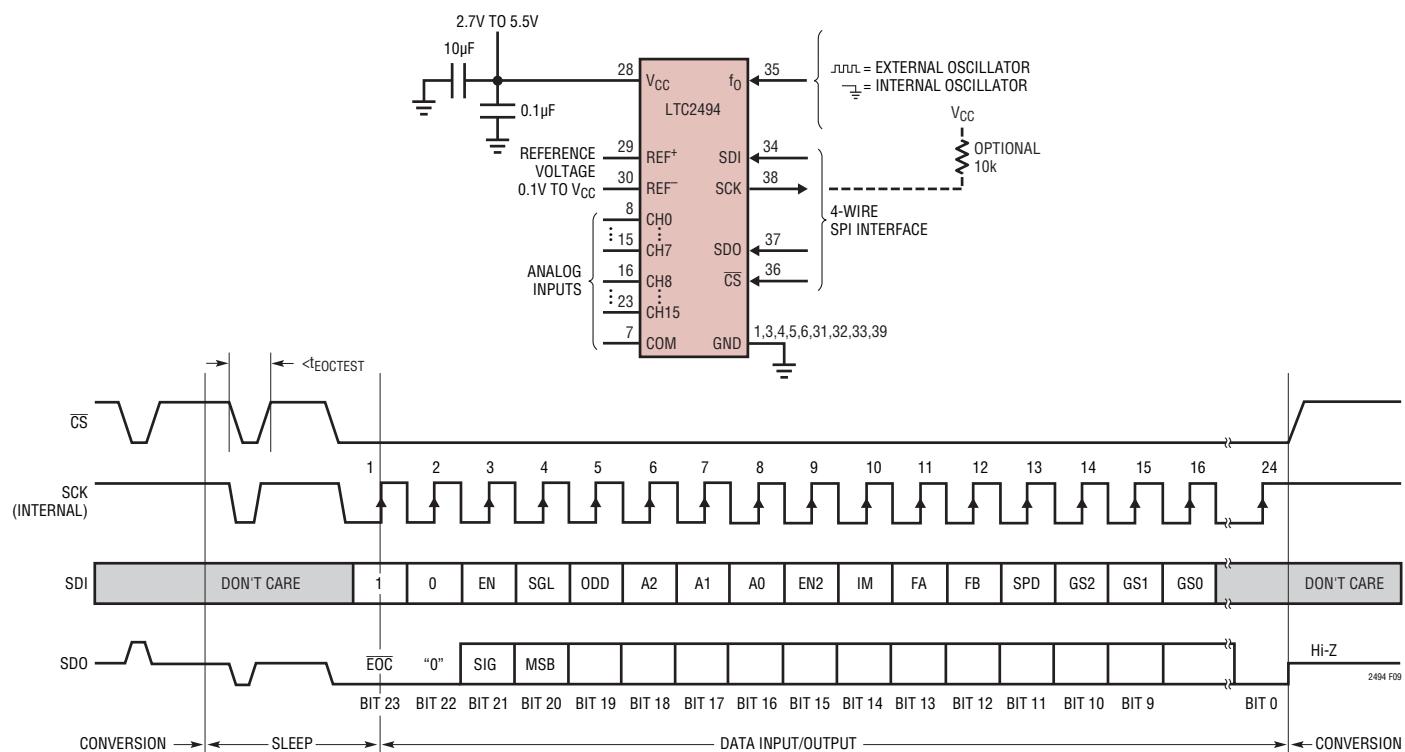 2.7V TO 5.5V
10µF
0.1µF
28 VCC
LTC2494
fO 35
= EXTERNAL OSCILLATOR
= INTERNAL OSCILLATOR
VCC
OPTIONAL
10k
REFERENCE
VOLTAGE
0.1V TO VCC
29 REF+
30 REF–
SDI 34
SCK 38
4-WIRE
SPI INTERFACE
8 CH0
15 CH7
SDO 37
ANALOG
INPUTS
16 CH8
CS 36
23 CH15
7 COM
GND 1,3,4,5,6,31,32,33,39
<tEOCTEST
CS
1 2 3 4 5 6 7 8 9 10 11 12 13 14 15 16 24
SCK
(INTERNAL)
SDI DON'T CARE 1 0 EN SGL ODD A2 A1 A0 EN2 IM FA FB SPD GS2 GS1 GS0 DON'T CARE
SDO EOC “0” SIG MSB Hi-Z
2494 F09
BIT 23 BIT 22 BIT 21 BIT 20 BIT 19 BIT 18 BIT 17 BIT 16 BIT 15 BIT 14 BIT 13 BIT 12 BIT 11 BIT 10 BIT 9 BIT 0
CONVERSION SLEEP DATA INPUT/OUTPUT CONVERSION